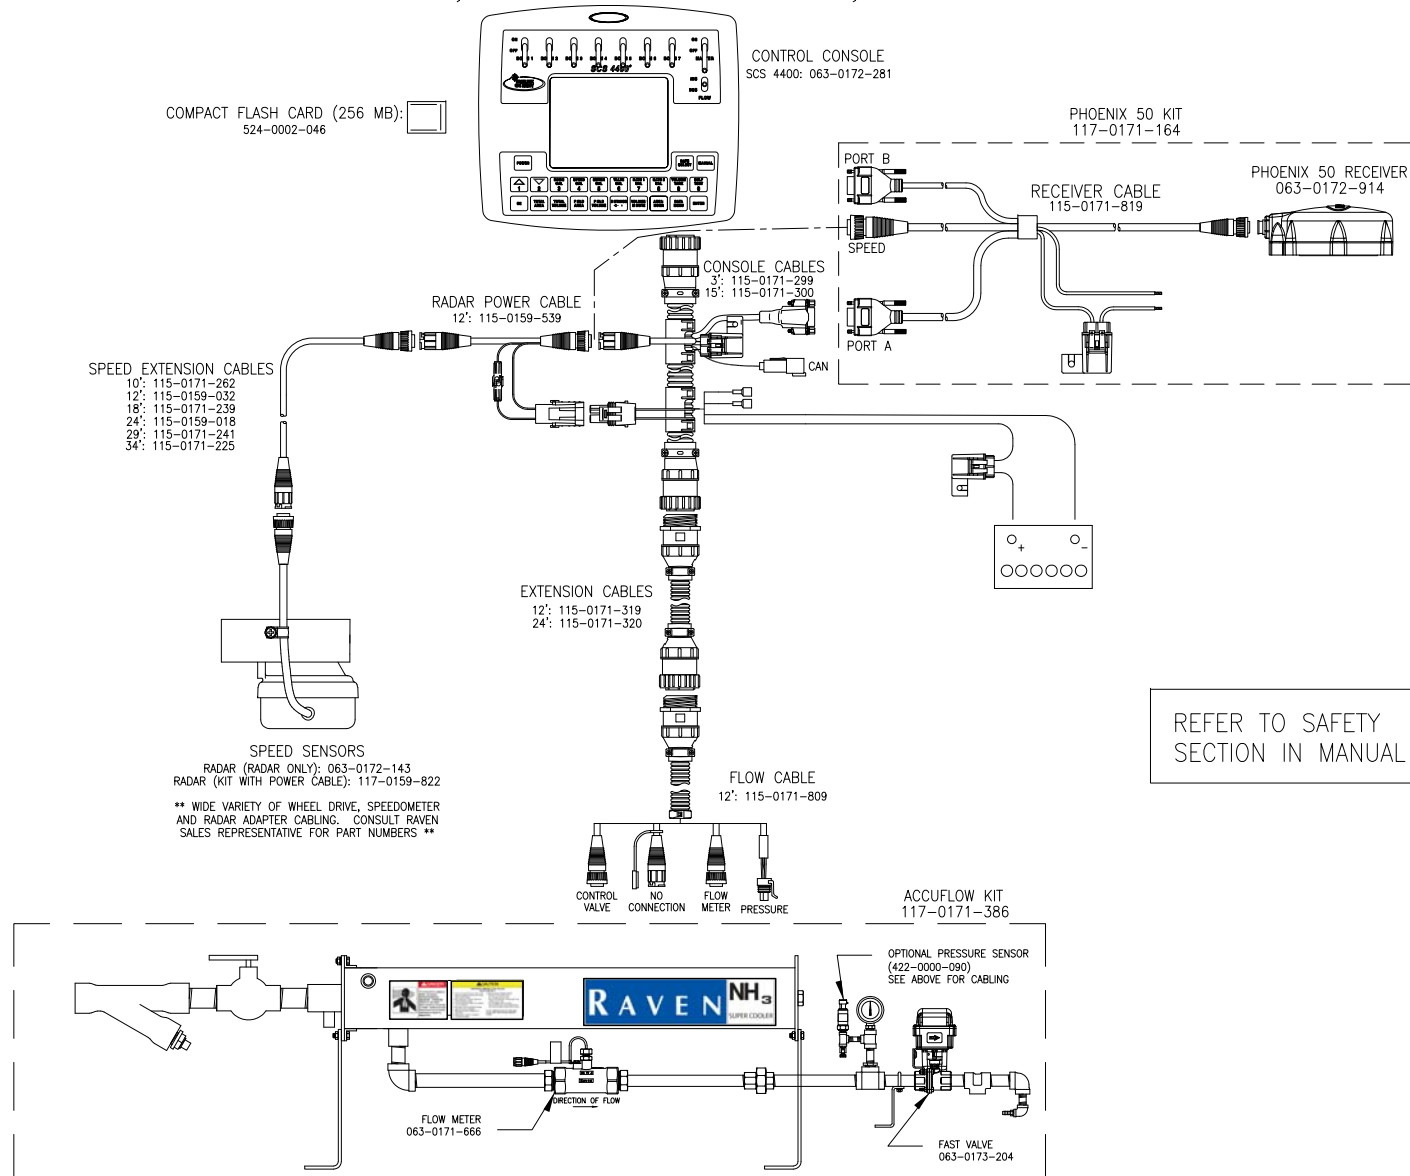 CONTROL CONSOLE
SCS 4400: 063-0172-281
COMPACT FLASH CARD (256 MB):
524-0002-046
ON
OFF
MASTER
FLOW
POWER
MANUAL
PHOENIX 50 KIT
117-0171-164
PORT B
SPEED
PORT A
RECEIVER CABLE
115-0171-819
PHOENIX 50 RECEIVER
063-0172-914
CONSOLE CABLES
3': 115-0171-299
15': 115-0171-300
RADAR POWER CABLE
12': 115-0159-539
CAN
SPEED EXTENSION CABLES
10': 115-0171-262
12': 115-0159-032
18': 115-0171-239
24': 115-0159-018
29': 115-0171-241
34': 115-0171-225
+
-
EXTENSION CABLES
12': 115-0171-319
24': 115-0171-320
REFER TO SAFETY
SECTION IN MANUAL
SPEED SENSORS
RADAR (RADAR ONLY): 063-0172-143
RADAR (KIT WITH POWER CABLE): 117-0159-822
** WIDE VARIETY OF WHEEL DRIVE, SPEEDOMETER
AND RADAR ADAPTER CABLING. CONSULT RAVEN
SALES REPRESENTATIVE FOR PART NUMBERS **
FLOW CABLE
12': 115-0171-809
CONTROL
VALVE
NO
CONNECTION
FLOW
METER
PRESSURE
ACCUFLOW KIT
117-0171-386
OPTIONAL PRESSURE SENSOR
(422-0000-090)
SEE ABOVE FOR CABLING
RAVEN
NH3
SUPER COOLER
DIRECTION OF FLOW
FLOW METER
063-0171-666
FAST VALVE
063-0173-204